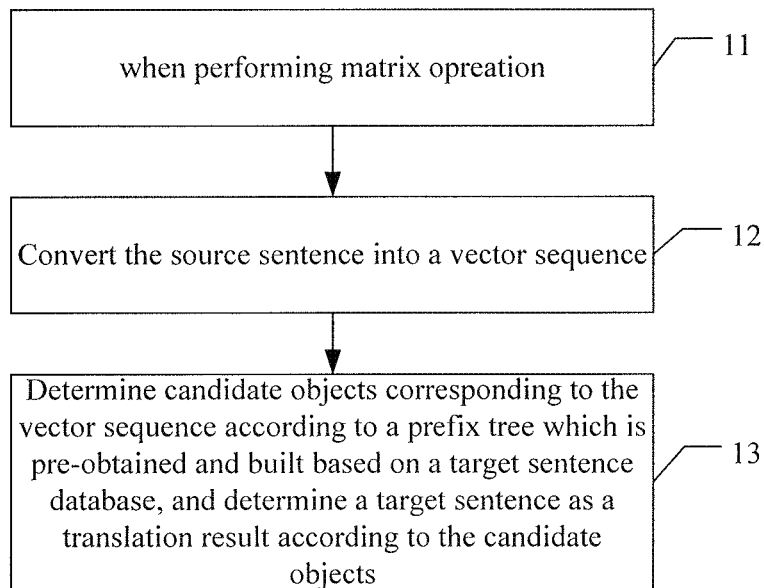 when performing matrix opreation
11
Convert the source sentence into a vector sequence
12
Determine candidate objects corresponding to the
vector sequence according to a prefix tree which is
pre-obtained and built based on a target sentence
database, and determine a target sentence as a
translation result according to the candidate
objects
13